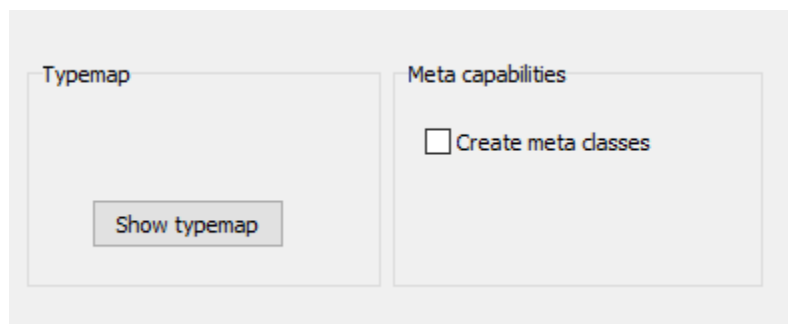 Typemap
Meta capabilities
Create meta classes
Show typemap